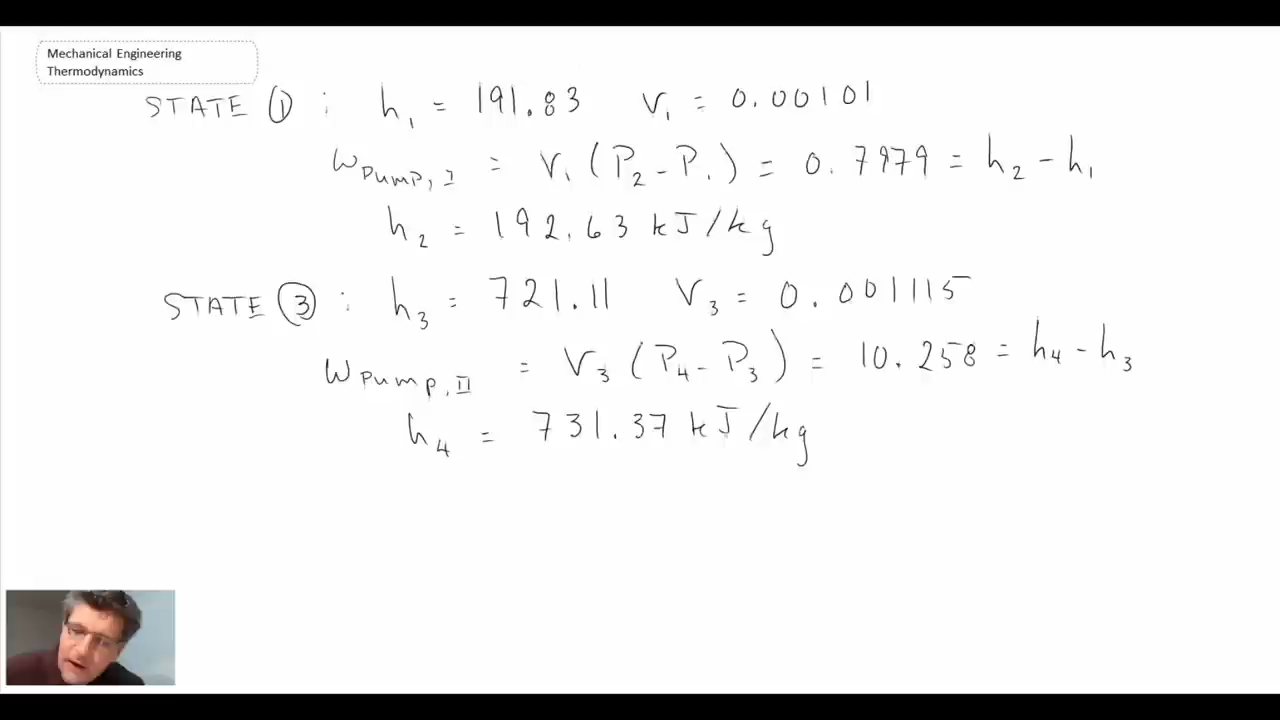 Mechanical Engineering
Thermodynamics
STATE ① : h₁ = 191.83 v₁ = 0.00101
wPump,I = v₁ (P₂ - P₁) = 0.7979 = h₂ - h₁
h₂ = 192.63 kJ/kg
STATE ③ : h₃ = 721.11 v₃ = 0.001115
wPump,II = v₃ (P₄ - P₃) = 10.258 = h₄ - h₃
h₄ = 731.37 kJ/kg